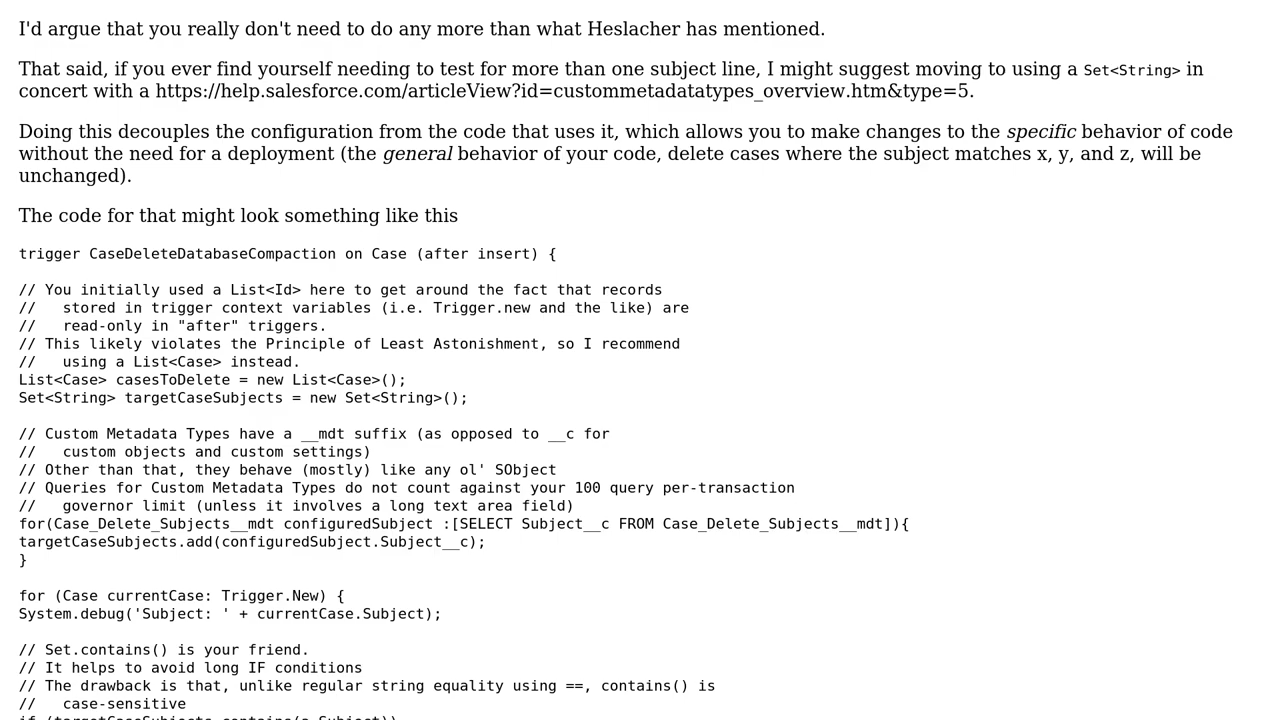 I'd argue that you really don't need to do any more than what Heslacher has mentioned.
That said, if you ever find yourself needing to test for more than one subject line, I might suggest moving to using a Set<String> in
concert with a https://help.salesforce.com/articleView?id=custommetadatatypes_overview.htm&type=5.
Doing this decouples the configuration from the code that uses it, which allows you to make changes to the specific behavior of code
without the need for a deployment (the general behavior of your code, delete cases where the subject matches x, y, and z, will be
unchanged).
The code for that might look something like this
trigger CaseDeleteDatabaseCompaction on Case (after insert) {
// You initially used a List<Id> here to get around the fact that records
//   stored in trigger context variables (i.e. Trigger.new and the like) are
//   read-only in "after" triggers.
// This likely violates the Principle of Least Astonishment, so I recommend
//   using a List<Case> instead.
List<Case> casesToDelete = new List<Case>();
Set<String> targetCaseSubjects = new Set<String>();
// Custom Metadata Types have a __mdt suffix (as opposed to __c for
//   custom objects and custom settings)
// Other than that, they behave (mostly) like any ol' SObject
// Queries for Custom Metadata Types do not count against your 100 query per-transaction
//   governor limit (unless it involves a long text area field)
for(Case_Delete_Subjects__mdt configuredSubject :[SELECT Subject__c FROM Case_Delete_Subjects__mdt]){
targetCaseSubjects.add(configuredSubject.Subject__c);
}
for (Case currentCase: Trigger.New) {
System.debug('Subject: ' + currentCase.Subject);
// Set.contains() is your friend.
// It helps to avoid long IF conditions
// The drawback is that, unlike regular string equality using ==, contains() is
//   case-sensitive
if (targetCaseSubjects.contains(a.Subject))